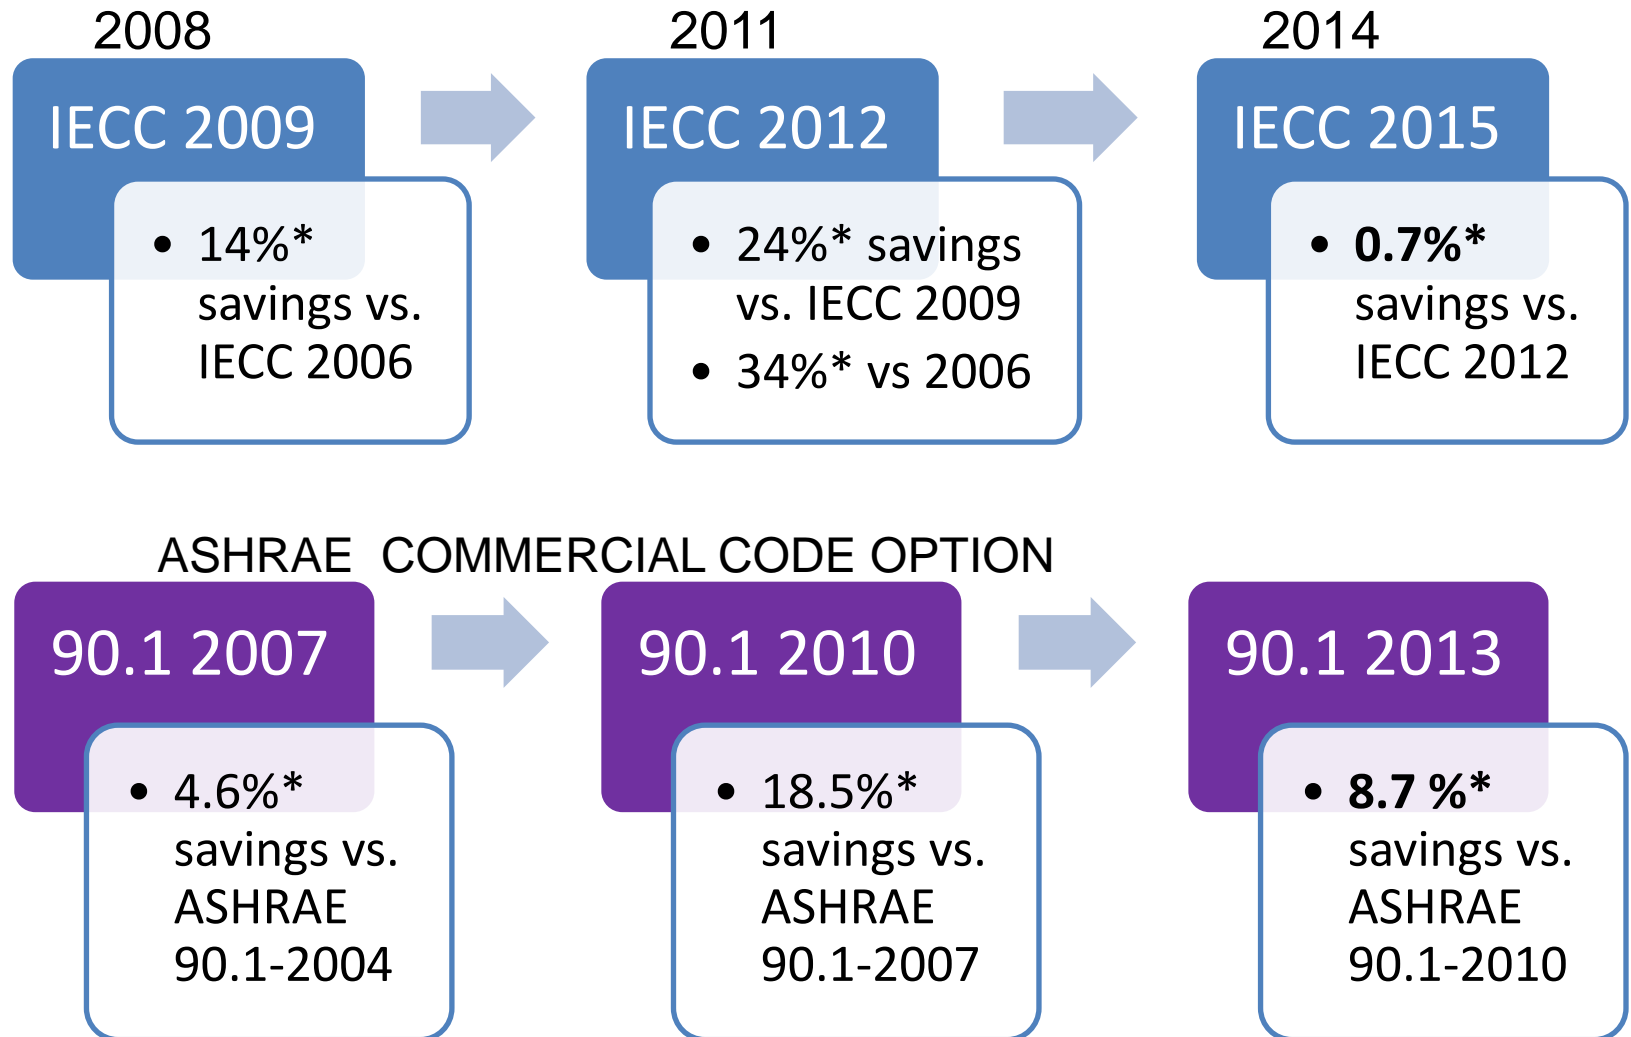 2008
2011
2014
IECC 2009
IECC 2012
IECC 2015
• 14%*
savings vs.
IECC 2006
• 24%* savings
vs. IECC 2009
• 34%* vs 2006
• 0.7%*
savings vs.
IECC 2012
ASHRAE  COMMERCIAL CODE OPTION
90.1 2007
90.1 2010
90.1 2013
• 4.6%*
savings vs.
ASHRAE
90.1-2004
• 18.5%*
savings vs.
ASHRAE
90.1-2007
• 8.7 %*
savings vs.
ASHRAE
90.1-2010